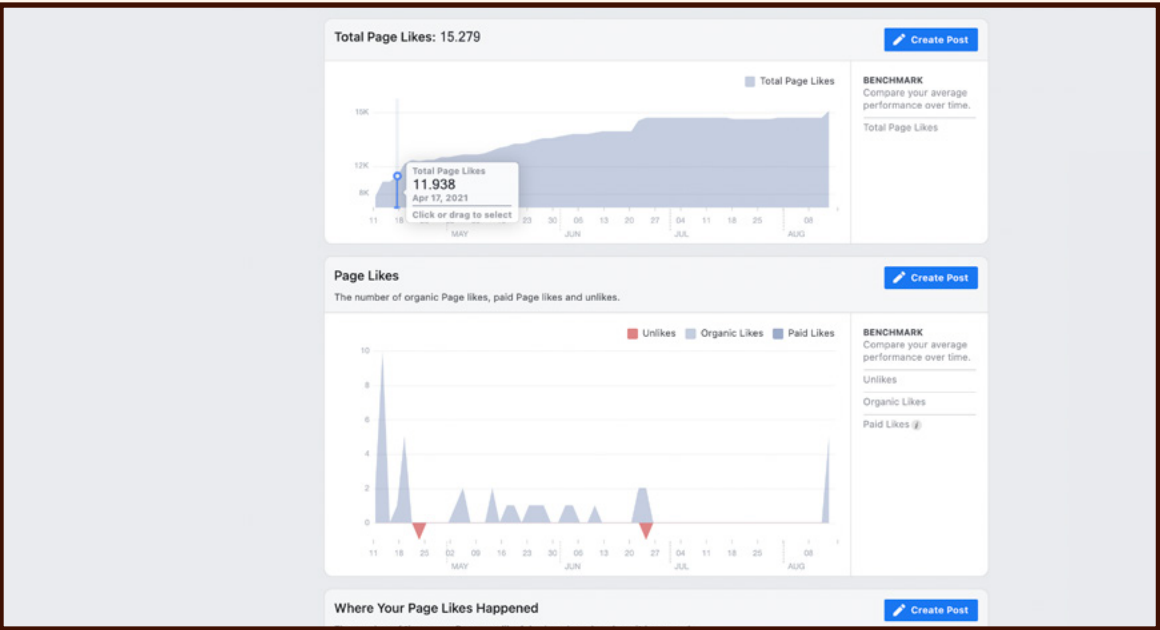 Total Page Likes: 15.279
Create Post
Total Page Likes
BENCHMARK
Compare your average
performance over time.
Total Page Likes
15K
12K
8K
Total Page Likes
11.938
Apr 17, 2021
Click or drag to select
11 18 23 30 06 13 20 27 04 11 18 25 08
MAY JUN JUL AUG
Page Likes
Create Post
The number of organic Page likes, paid Page likes and unlikes.
Unlikes Organic Likes Paid Likes
BENCHMARK
Compare your average
performance over time.
Unlikes
Organic Likes
Paid Likes i
10
8
6
4
2
0
11 18 25 02 09 16 23 30 06 13 20 27 04 11 18 25 08
MAY JUN JUL AUG
Where Your Page Likes Happened
Create Post